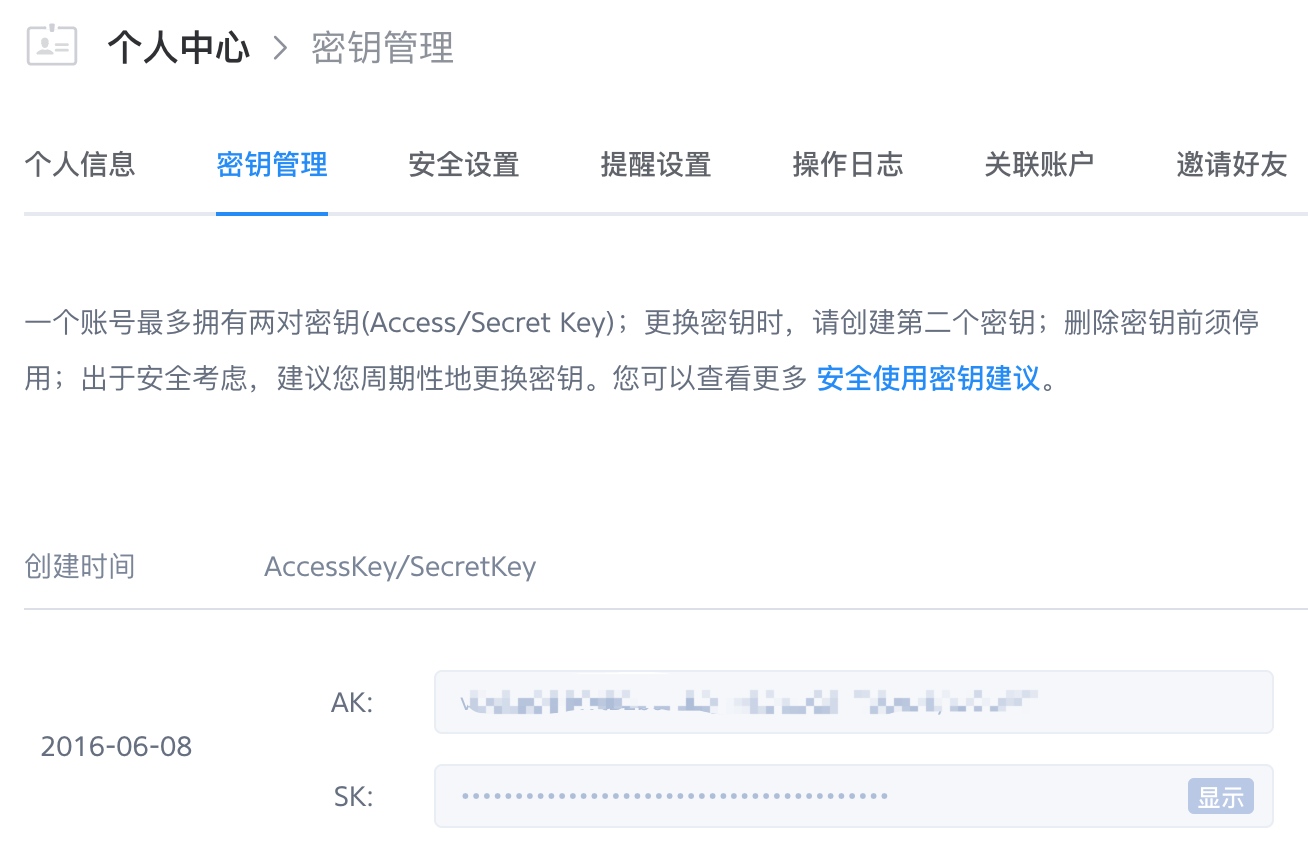 个人中心 > 密钥管理
个人信息 密钥管理 安全设置 提醒设置 操作日志 关联账户 邀请好友
一个账号最多拥有两对密钥(Access/Secret Key)；更换密钥时，请创建第二个密钥；删除密钥前须停
用；出于安全考虑，建议您周期性地更换密钥。您可以查看更多 安全使用密钥建议。
创建时间 AccessKey/SecretKey
AK:
2016-06-08
SK: 显示